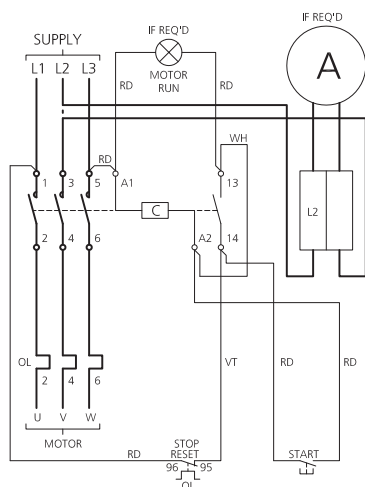 IF REQ'D
IF REQ'D
SUPPLY
L1 L2 L3
RD
MOTOR
RUN
RD
A
WH
RD
1 3 5 A1 13
C
L2
2 4 6 A2 14
OL
2 4 6
VT RD RD
U V W
MOTOR
STOP
RESET
START
RD
96 95
OL